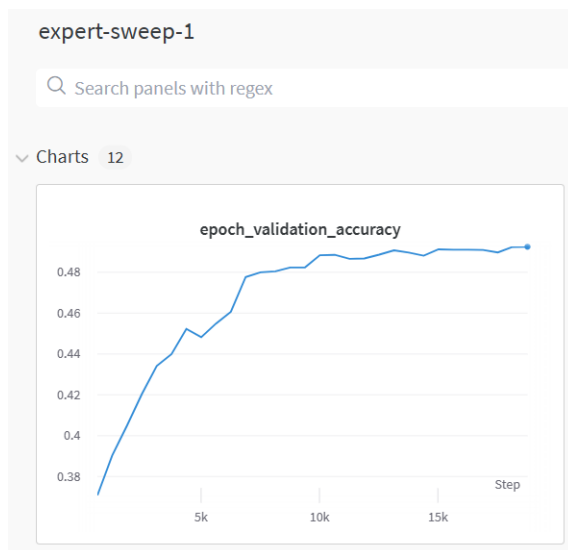 expert-sweep-1
Search panels with regex
Charts 12
epoch_validation_accuracy
0.48
0.46
0.44
0.42
0.4
0.38
Step
5k 10k 15k